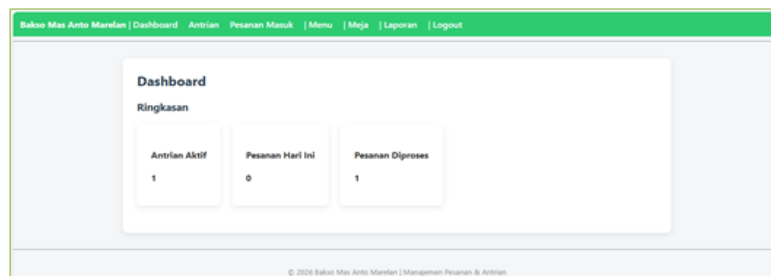 Bakso Mas Anto Marelan | Dashboard Antrian Pesanan Masuk | Menu | Meja | Laporan | Logout
Dashboard
Ringkasan
Antrian Aktif Pesanan Hari Ini Pesanan Diproses
1 0 1
© 2026 Bakso Mas Anto Marelan | Manajemen Pesanan & Antrian